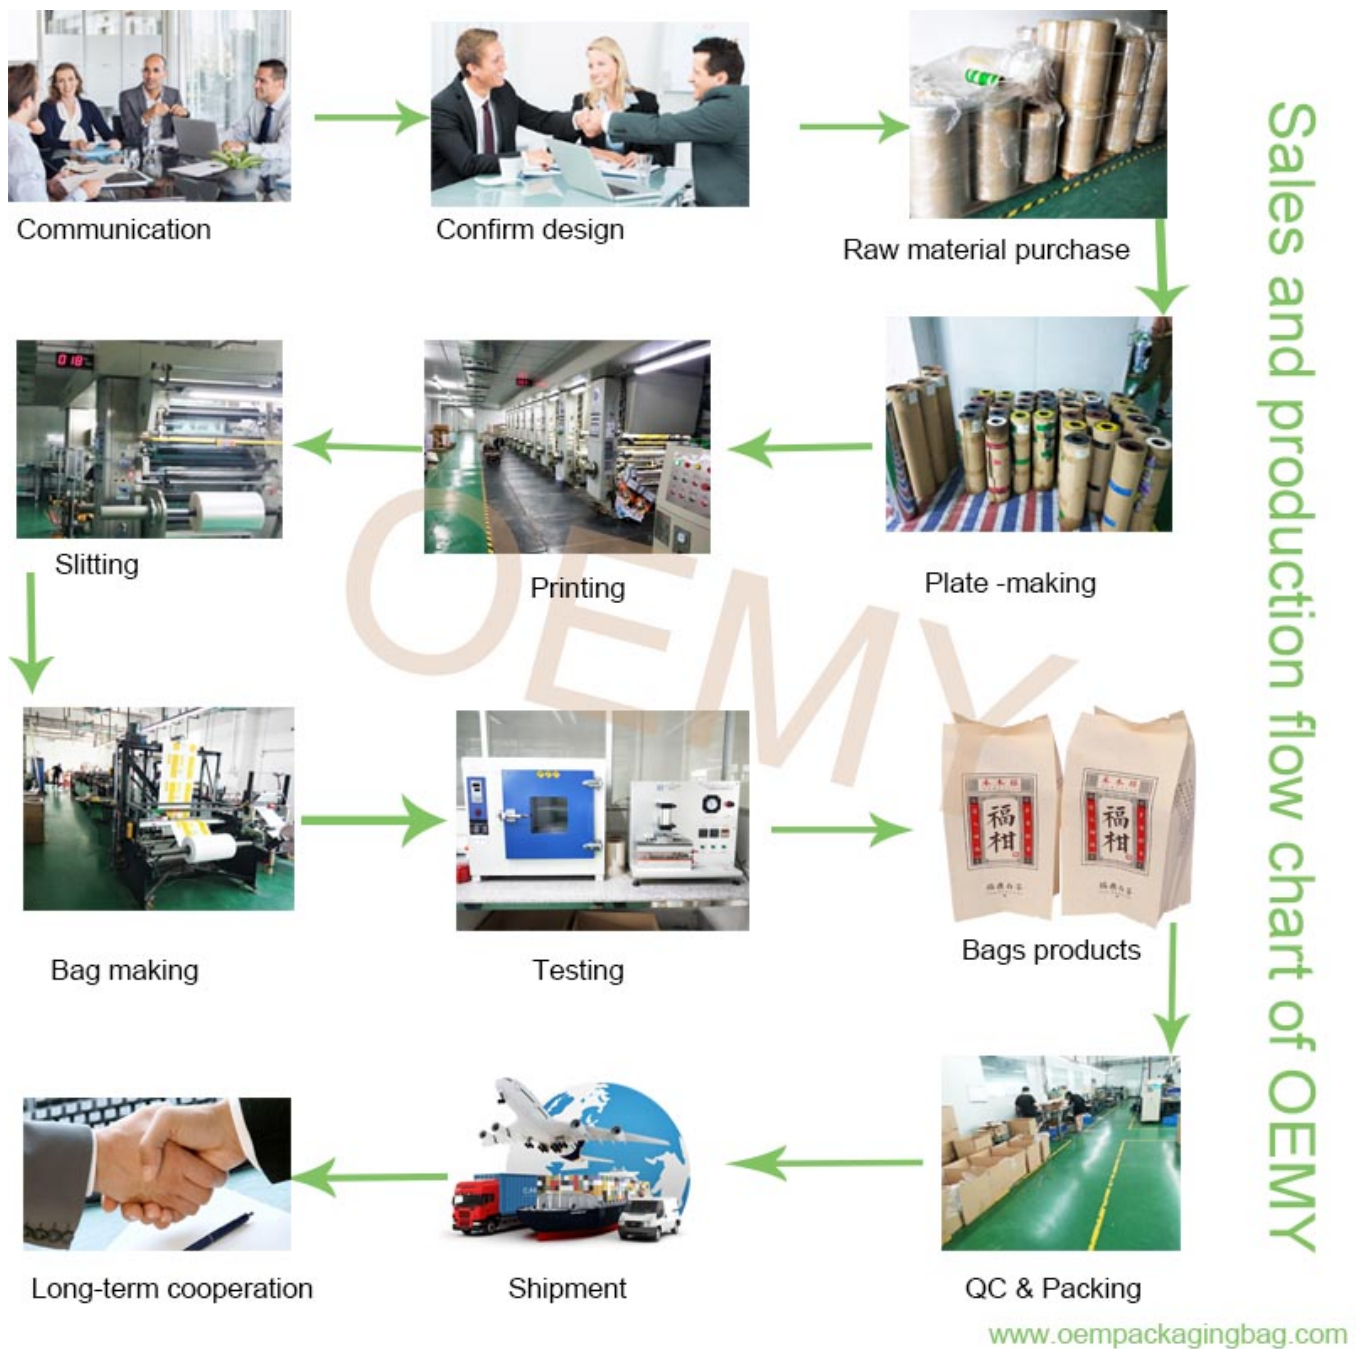 Communication
Confirm design
Raw material purchase
Slitting
Printing
Plate -making
Bag making
Testing
福柑
福柑
Bags products
Long-term cooperation
Shipment
QC & Packing
Sales and production flow chart of OEMY
OEMY
www.oempackagingbag.com